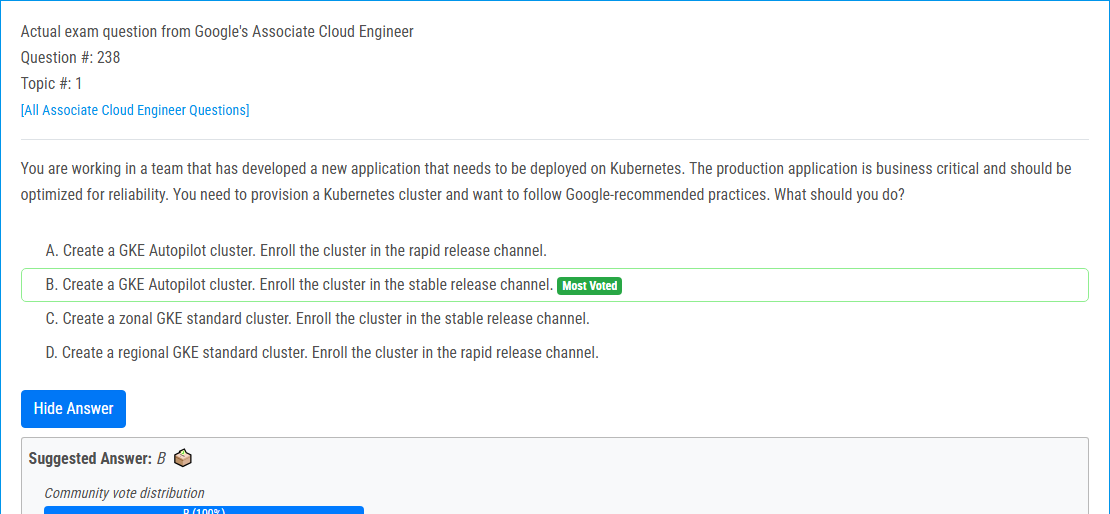 Actual exam question from Google's Associate Cloud Engineer
Question #: 238
Topic #: 1
[All Associate Cloud Engineer Questions]
You are working in a team that has developed a new application that needs to be deployed on Kubernetes. The production application is business critical and should be
optimized for reliability. You need to provision a Kubernetes cluster and want to follow Google-recommended practices. What should you do?
A. Create a GKE Autopilot cluster. Enroll the cluster in the rapid release channel.
B. Create a GKE Autopilot cluster. Enroll the cluster in the stable release channel. Most Voted
C. Create a zonal GKE standard cluster. Enroll the cluster in the stable release channel.
D. Create a regional GKE standard cluster. Enroll the cluster in the rapid release channel.
Hide Answer
Suggested Answer: B
Community vote distribution
B (100%)